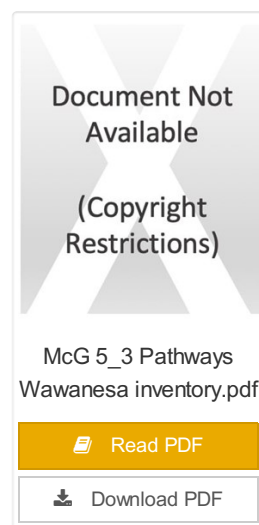 Document Not
Available
(Copyright
Restrictions)
McG 5_3 Pathways
Wawanesa inventory.pdf
Read PDF
Download PDF